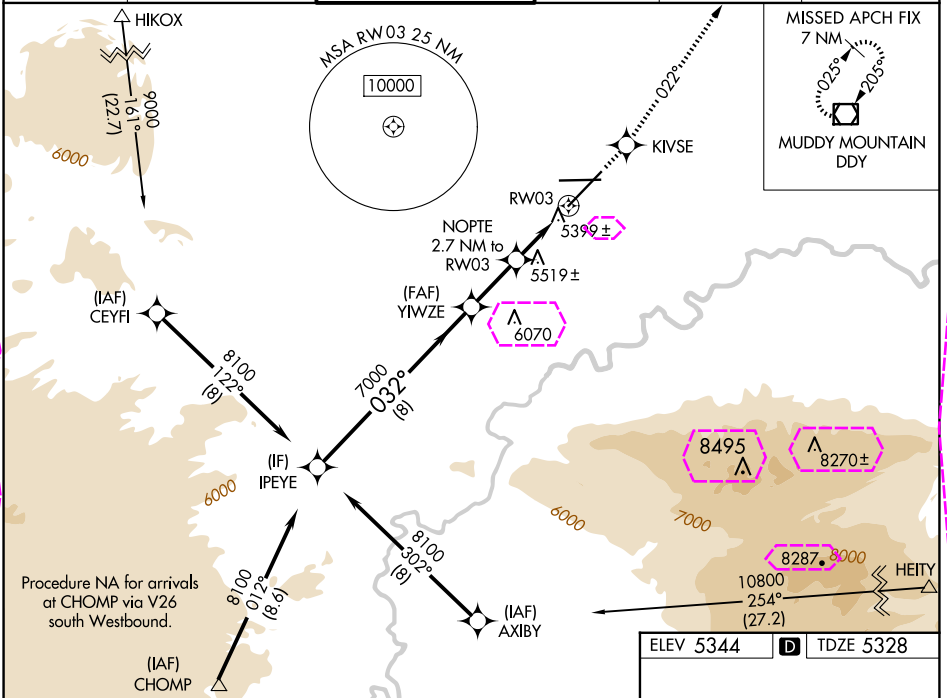 HIKOX
9000
161°
(22.7)
6000
MSA RW03 25 NM
10000
022°
MISSED APCH FIX
7 NM
025°
205°
MUDDY MOUNTAIN
DDY
KIVSE
RW03
5399±
NOPTE
2.7 NM to
RW03
5519±
(FAF)
YIWZE
6070
(IAF)
CEYFI
8100
122°
(8)
7000
032°
(8)
(IF)
IPEYE
6000
8495
8270±
6000
7000
8287
8000
HEITY
10800
254°
(27.2)
8100
302°
(8)
(IAF)
AXIBY
Procedure NA for arrivals
at CHOMP via V26
south Westbound.
8100
012°
(8.6)
(IAF)
CHOMP
ELEV 5344 D TDZE 5328